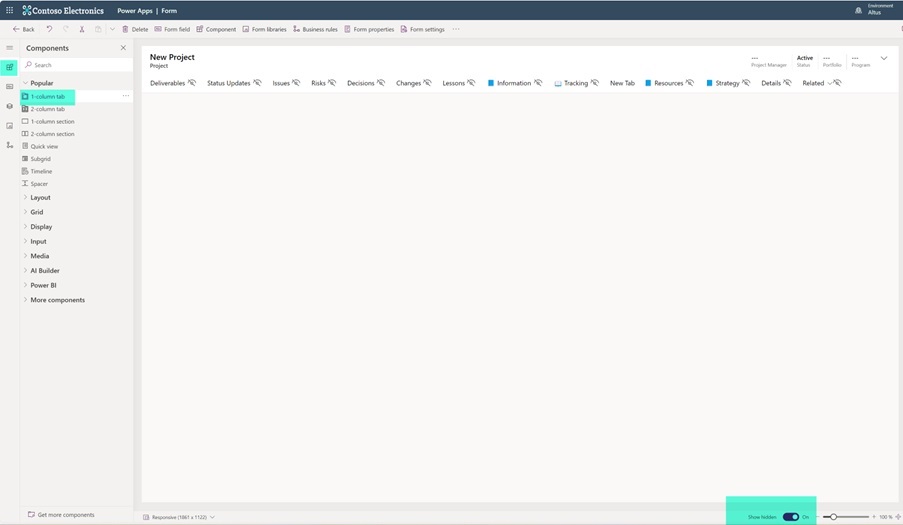 Contoso Electronics Power Apps | Form Environment Altus
Back Delete Form field Component Form libraries Business rules Form properties Form settings ...
Components
Search
Popular
1-column tab ...
2-column tab
1-column section
2-column section
Quick view
Subgrid
Timeline
Spacer
Layout
Grid
Display
Input
Media
AI Builder
Power BI
More components
Get more components
New Project
Project
--- Project Manager
Active Status
--- Portfolio
--- Program
Deliverables Status Updates Issues Risks Decisions Changes Lessons Information Tracking New Tab Resources Strategy Details Related
Responsive (1861 x 1122) Show hidden On - + 100 %